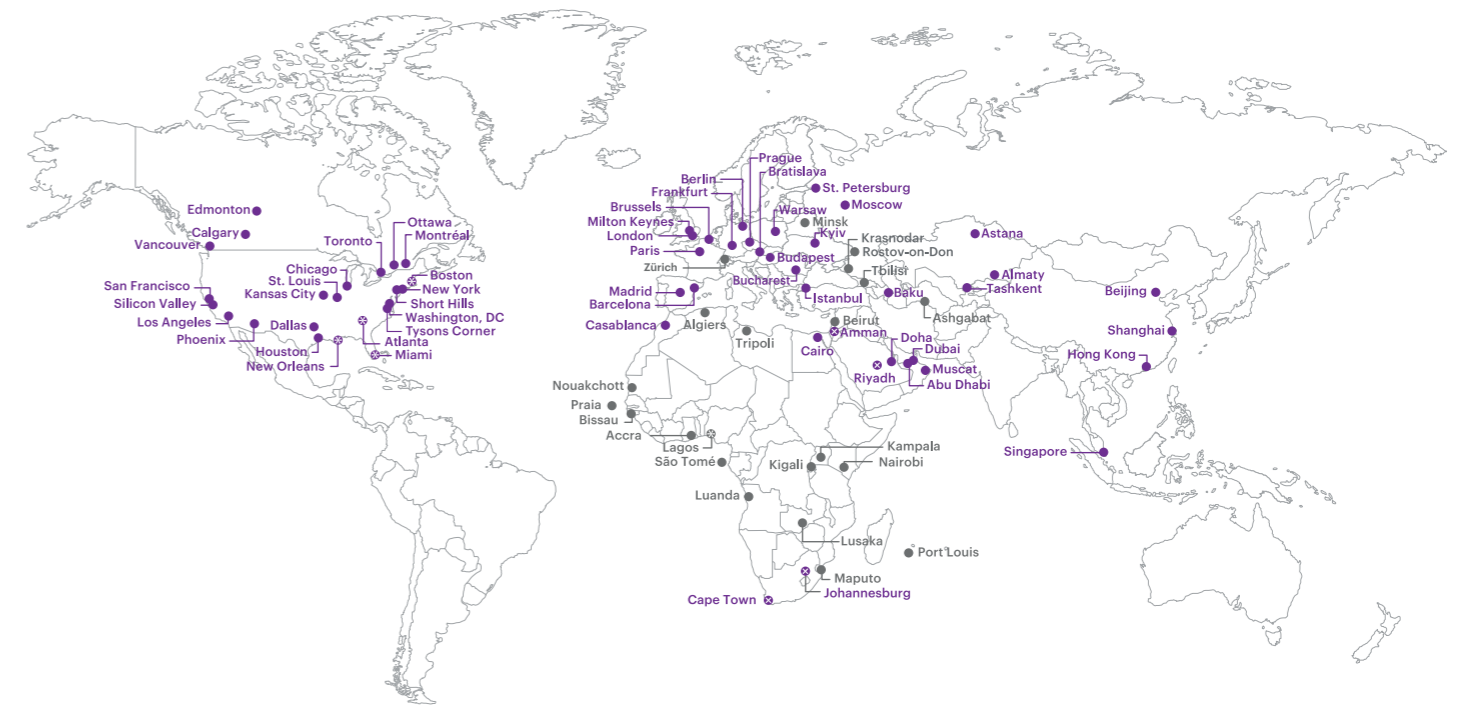 Edmonton
Calgary
Vancouver
Ottawa
Montréal
Toronto
Chicago
St. Louis
Kansas City
Boston
New York
Short Hills
Washington, DC
Tysons Corner
San Francisco
Silicon Valley
Los Angeles
Phoenix
Dallas
Houston
New Orleans
Atlanta
Miami
Prague
Bratislava
Berlin
Frankfurt
Brussels
Milton Keynes
London
Paris
Zürich
Madrid
Barcelona
Casablanca
St. Petersburg
Moscow
Warsaw
Minsk
Kyiv
Krasnodar
Rostov-on-Don
Budapest
Bucharest
Tbilisi
Istanbul
Baku
Ashgabat
Astana
Almaty
Tashkent
Beijing
Shanghai
Hong Kong
Singapore
Algiers
Tripoli
Beirut
Amman
Cairo
Doha
Dubai
Riyadh
Muscat
Abu Dhabi
Nouakchott
Praia
Bissau
Accra
Lagos
São Tomé
Kampala
Kigali
Nairobi
Luanda
Lusaka
Port Louis
Maputo
Johannesburg
Cape Town